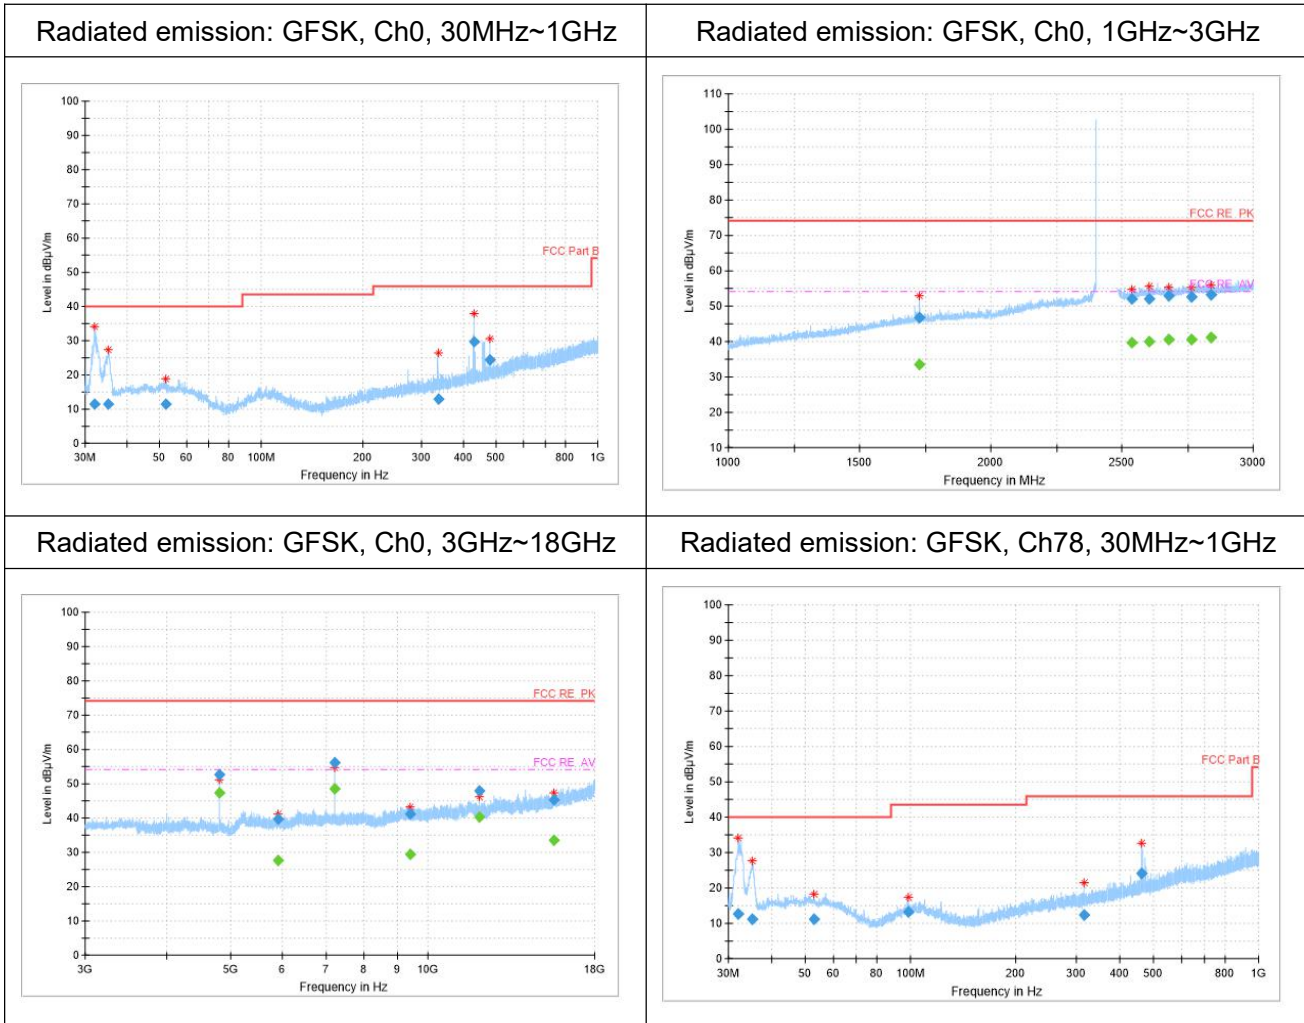 Radiated emission: GFSK, Ch0, 30MHz~1GHz
Radiated emission: GFSK, Ch0, 1GHz~3GHz
100
90
80
70
60
50
40
30
20
10
0
Level in dBµV/m
FCC Part B
30M 50 60 80 100M 200 300 400 500 800 1G
Frequency in Hz
110
100
90
80
70
60
50
40
30
20
10
Level in dBµV/m
FCC RE_PK
FCC RE_AV
1000 1500 2000 2500 3000
Frequency in MHz
Radiated emission: GFSK, Ch0, 3GHz~18GHz
Radiated emission: GFSK, Ch78, 30MHz~1GHz
100
90
80
70
60
50
40
30
20
10
0
Level in dBµV/m
FCC RE_PK
FCC RE_AV
3G 5G 6 7 8 9 10G 18G
Frequency in Hz
100
90
80
70
60
50
40
30
20
10
0
Level in dBµV/m
FCC Part B
30M 50 60 80 100M 200 300 400 500 800 1G
Frequency in Hz